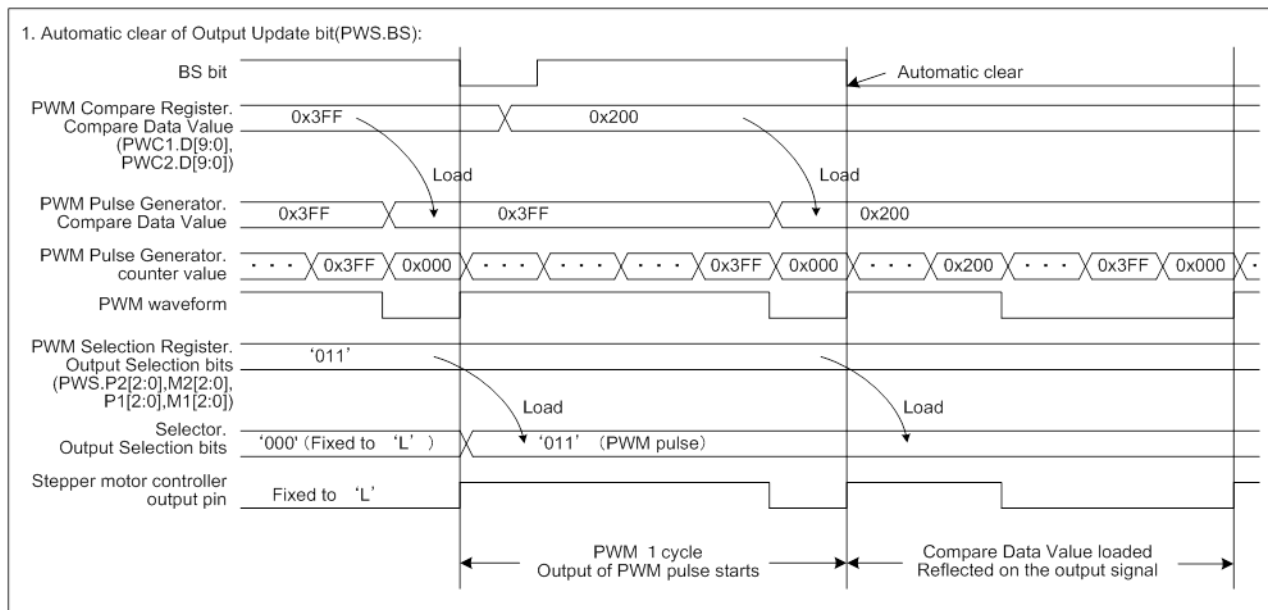 1. Automatic clear of Output Update bit(PWS.BS):
BS bit
Automatic clear
PWM Compare Register.
Compare Data Value
(PWC1.D[9:0],
PWC2.D[9:0])
0x3FF
0x200
Load
Load
PWM Pulse Generator.
Compare Data Value
0x3FF
0x3FF
0x200
PWM Pulse Generator.
counter value
· · · 0x3FF 0x000 · · · · · · · · · 0x3FF 0x000 · · · 0x200 · · · 0x3FF 0x000 · ·
PWM waveform
PWM Selection Register.
Output Selection bits
(PWS.P2[2:0],M2[2:0],
P1[2:0],M1[2:0])
‘011’
Load
Load
Selector.
Output Selection bits
‘000' (Fixed to ‘L’ )
‘011’ (PWM pulse)
Stepper motor controller
output pin
Fixed to ‘L’
PWM 1 cycle
Output of PWM pulse starts
Compare Data Value loaded
Reflected on the output signal